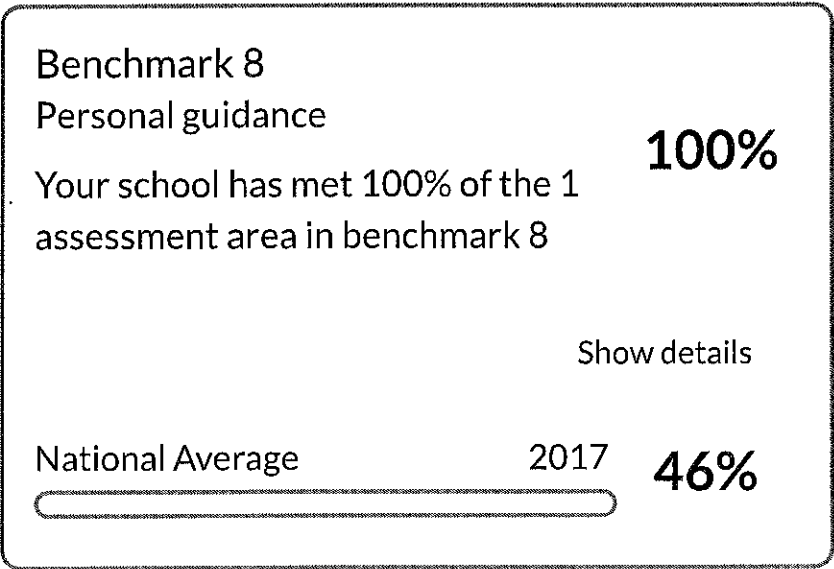 Benchmark 8
Personal guidance
100%
Your school has met 100% of the 1
assessment area in benchmark 8
Show details
National Average 2017 46%